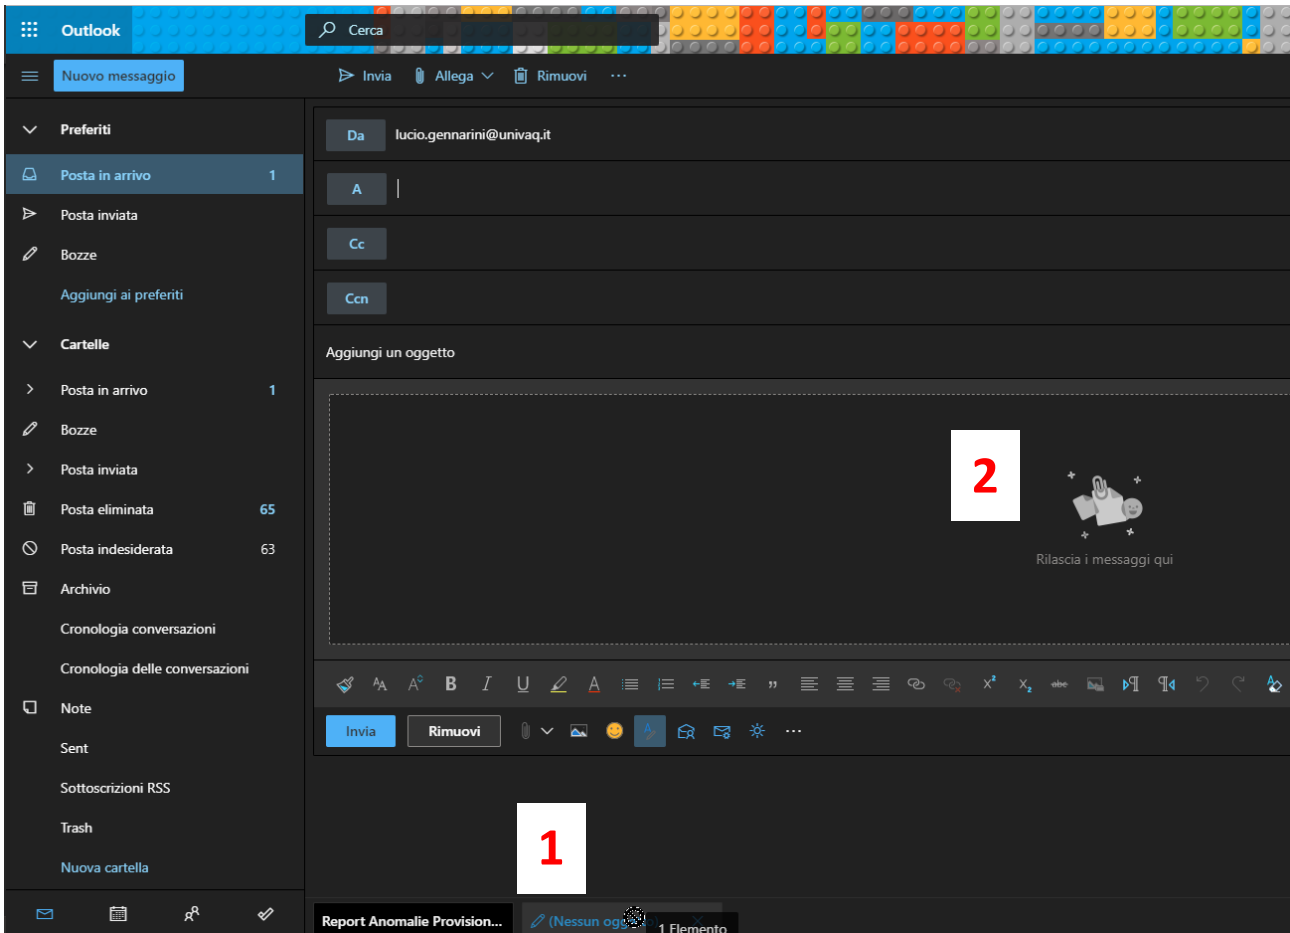 Outlook
Cerca
Nuovo messaggio
Invia
Allega
Rimuovi
Preferiti
Posta in arrivo 1
Posta inviata
Bozze
Aggiungi ai preferiti
Cartelle
Posta in arrivo 1
Bozze
Posta inviata
Posta eliminata 65
Posta indesiderata 63
Archivio
Cronologia conversazioni
Cronologia delle conversazioni
Note
Sent
Sottoscrizioni RSS
Trash
Nuova cartella
Da lucio.gennarini@univaq.it
A
Cc
Ccn
Aggiungi un oggetto
2
Rilascia i messaggi qui
Invia
Rimuovi
1
Report Anomalie Provision...
(Nessun
1 Elemento